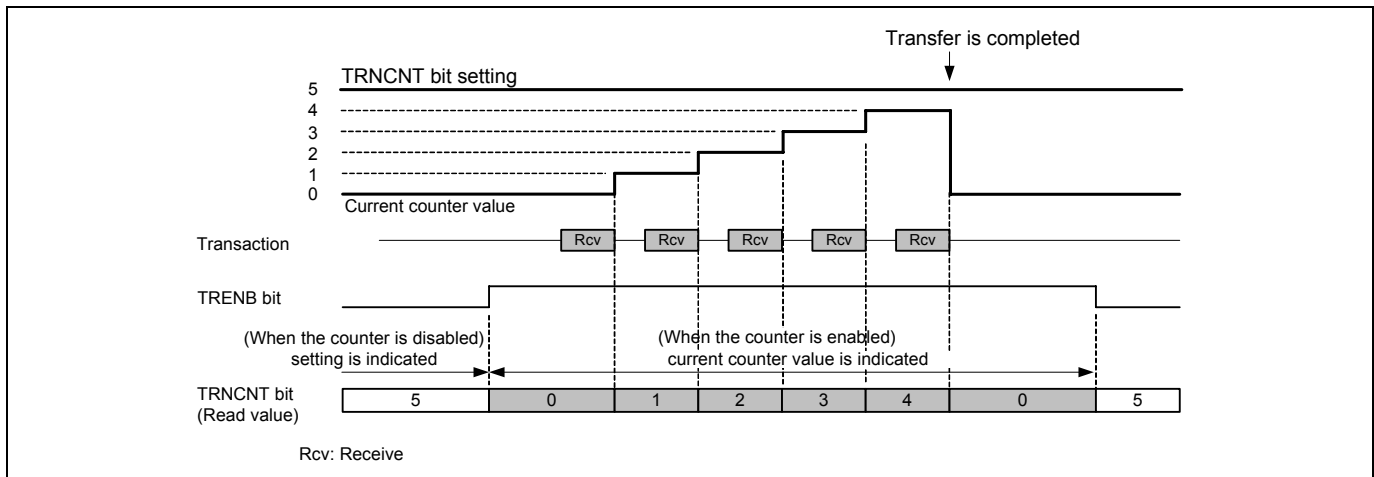 Transfer is completed
TRNCNT bit setting
5
4
3
2
1
0
Current counter value
Transaction
Rcv Rcv Rcv Rcv Rcv
TRENB bit
(When the counter is disabled) (When the counter is enabled)
setting is indicated current counter value is indicated
TRNCNT bit 5 0 1 2 3 4 0 5
(Read value)
Rcv: Receive